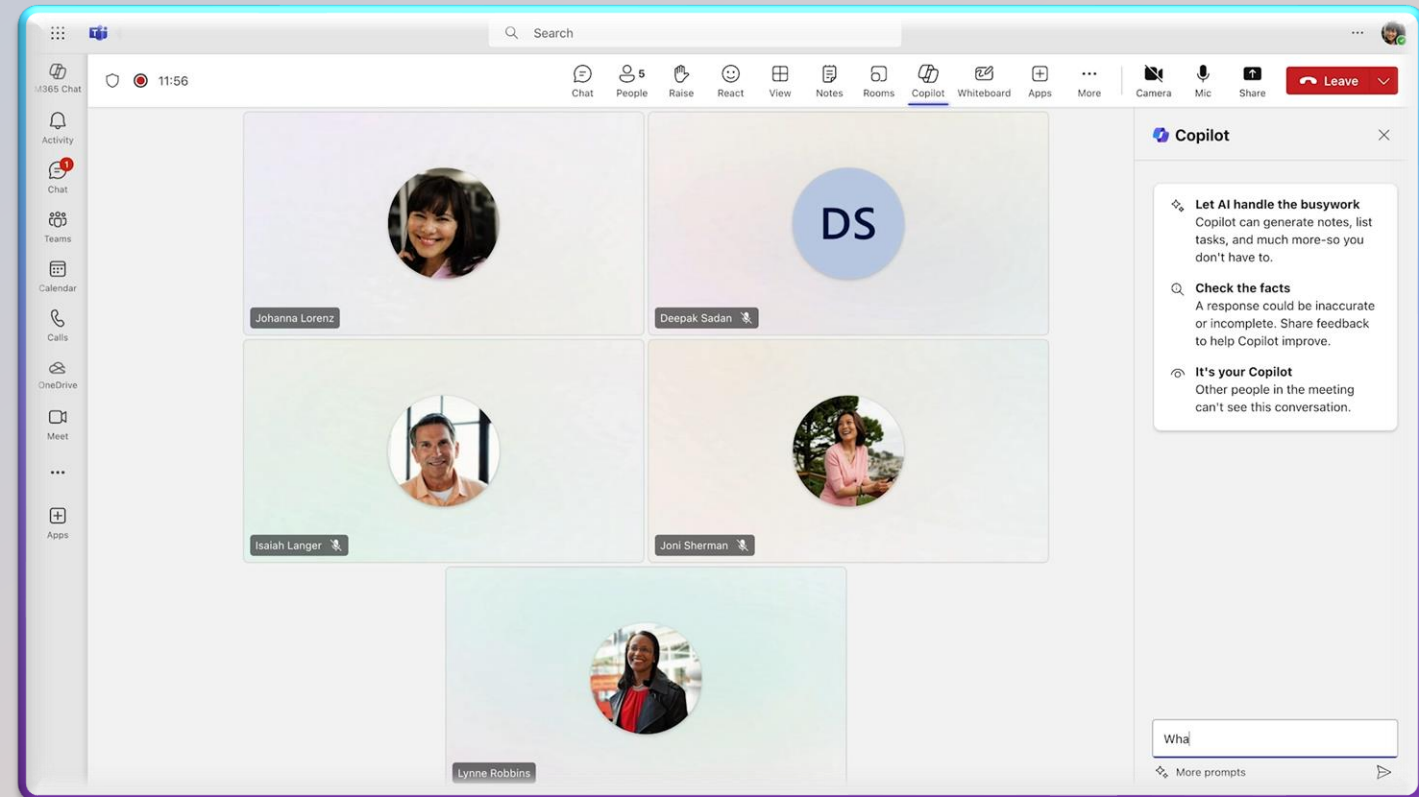 Search
M365 Chat
Activity
1
Chat
Teams
Calendar
Calls
OneDrive
Meet
Apps
11:56
Chat
5
People
Raise
React
View
Notes
Rooms
Copilot
Whiteboard
Apps
More
Camera
Mic
Share
Leave
Johanna Lorenz
DS
Deepak Sadan
Isaiah Langer
Joni Sherman
Lynne Robbins
Copilot
Let AI handle the busywork
Copilot can generate notes, list
tasks, and much more-so you
don't have to.
Check the facts
A response could be inaccurate
or incomplete. Share feedback
to help Copilot improve.
It's your Copilot
Other people in the meeting
can't see this conversation.
Wha
More prompts